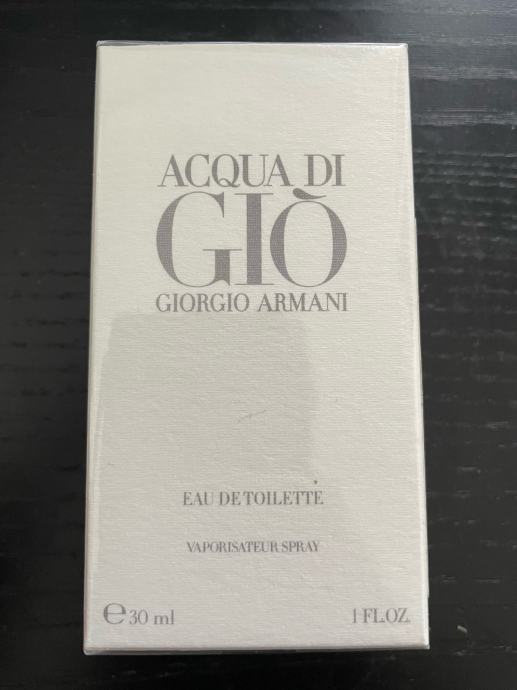 ACQUA DI
GIÒ
GIORGIO ARMANI
EAU DE TOILETTE
VAPORISATEUR SPRAY
℮ 30 ml 1 FL.OZ.